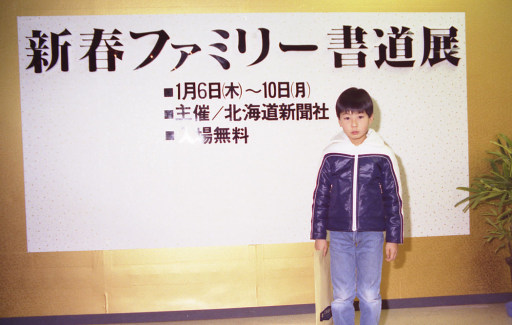 新春ファミリー書道展
■1月6日(木)～10日(月)
■主催／北海道新聞社
■入場無料